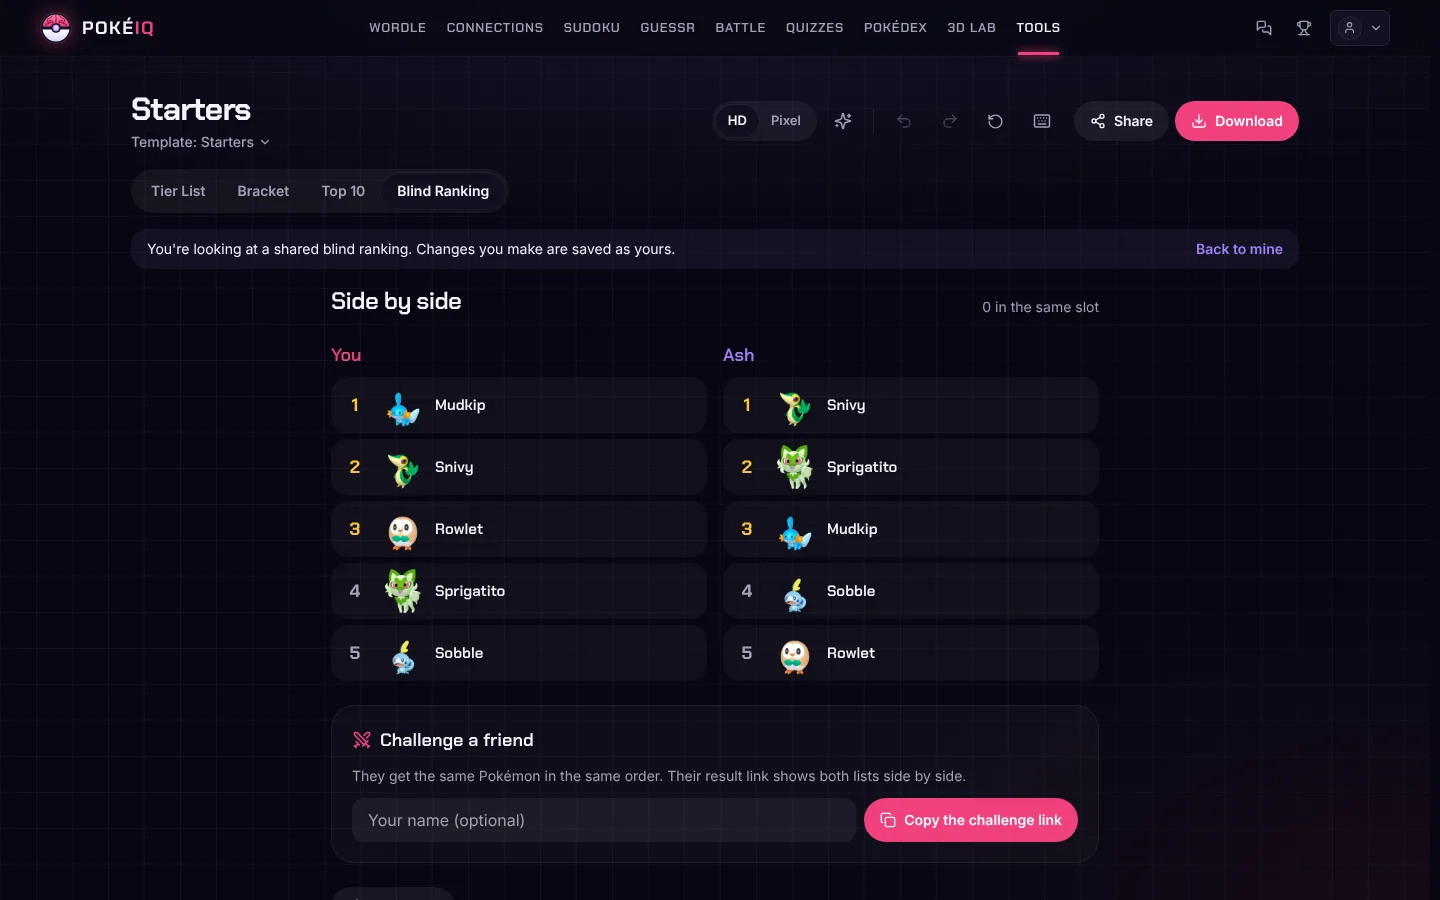 POKÉIQ
WORDLE CONNECTIONS SUDOKU GUESSR BATTLE QUIZZES POKÉDEX 3D LAB TOOLS
Starters
Template: Starters
HD Pixel
Share
Download
Tier List Bracket Top 10 Blind Ranking
You're looking at a shared blind ranking. Changes you make are saved as yours.
Back to mine
Side by side
0 in the same slot
You
1 Mudkip
2 Snivy
3 Rowlet
4 Sprigatito
5 Sobble
Ash
1 Snivy
2 Sprigatito
3 Mudkip
4 Sobble
5 Rowlet
Challenge a friend
They get the same Pokémon in the same order. Their result link shows both lists side by side.
Your name (optional)
Copy the challenge link